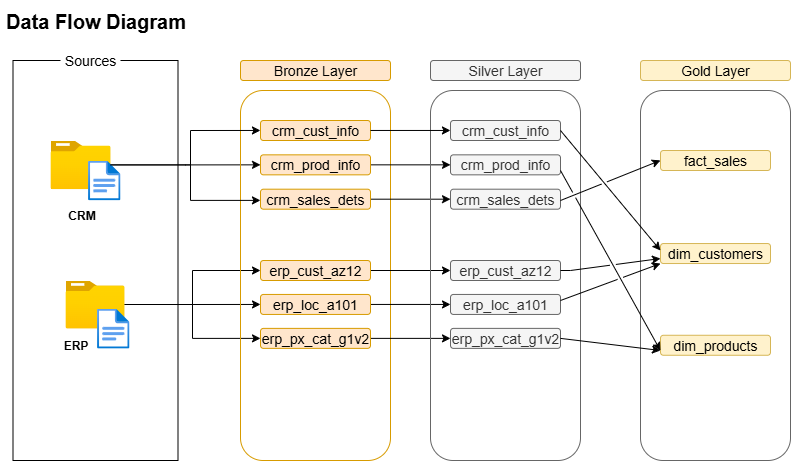 Data Flow Diagram
Sources
Bronze Layer
Silver Layer
Gold Layer
CRM
ERP
crm_cust_info
crm_prod_info
crm_sales_dets
erp_cust_az12
erp_loc_a101
erp_px_cat_g1v2
crm_cust_info
crm_prod_info
crm_sales_dets
erp_cust_az12
erp_loc_a101
erp_px_cat_g1v2
fact_sales
dim_customers
dim_products